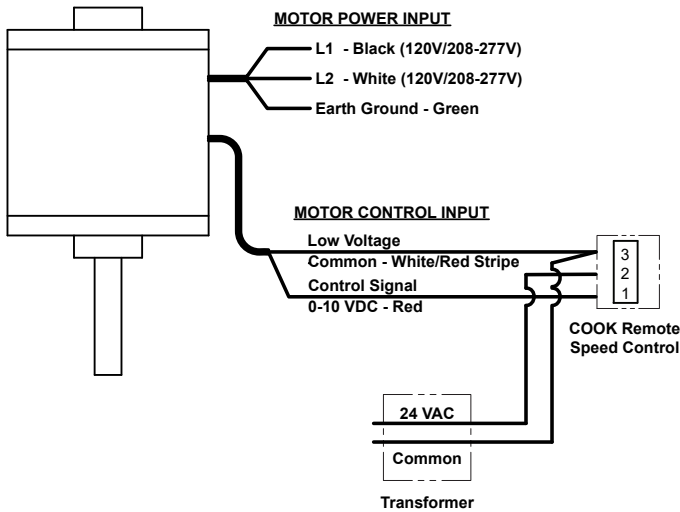 MOTOR POWER INPUT
L1 - Black (120V/208-277V)
L2 - White (120V/208-277V)
Earth Ground - Green
MOTOR CONTROL INPUT
Low Voltage
Common - White/Red Stripe
Control Signal
0-10 VDC - Red
3
2
1
COOK Remote
Speed Control
24 VAC
Common
Transformer